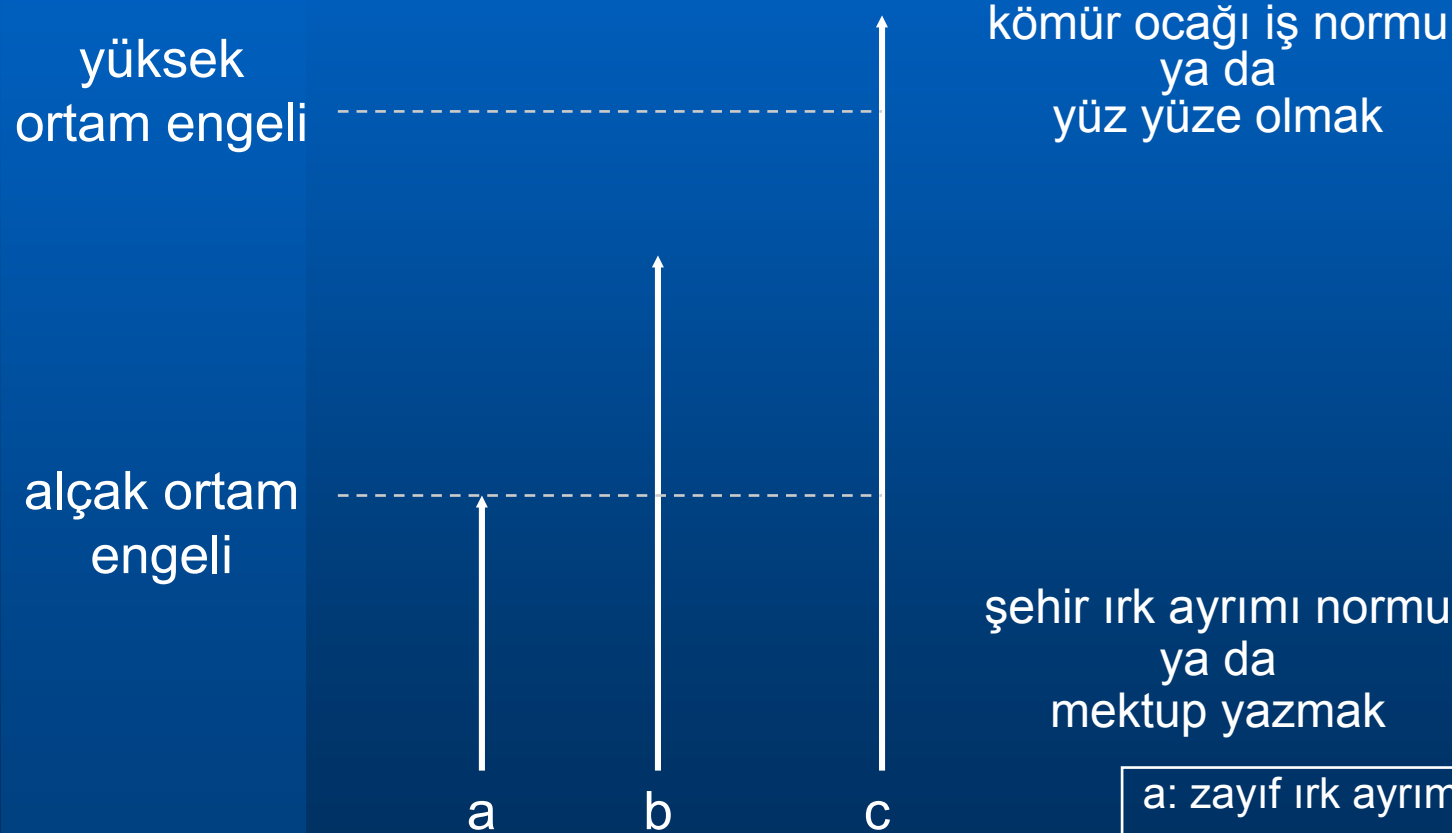 yüksek
ortam engeli
kömür ocağı iş normu
ya da
yüz yüze olmak
alçak ortam
engeli
şehir ırk ayrımı normu
ya da
mektup yazmak
a
b
c
a: zayıf ırk